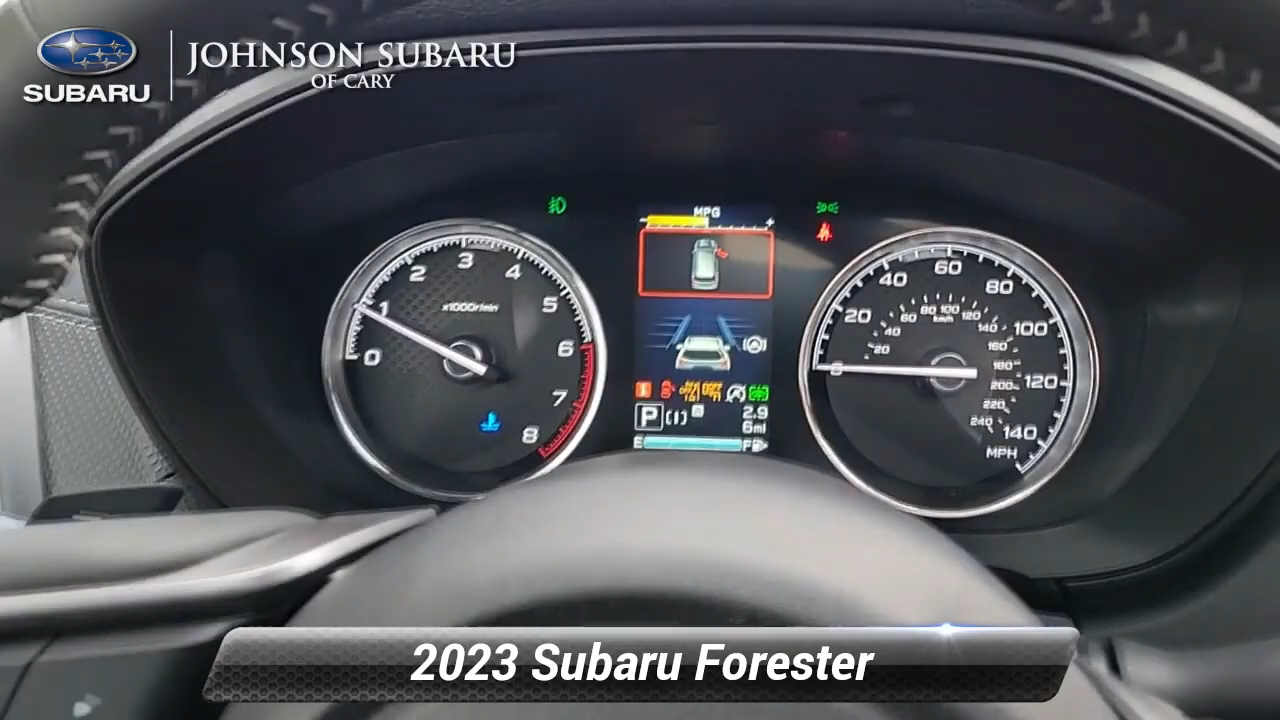 SUBARU
JOHNSON SUBARU
OF CARY
MPG
- +
0 1 2 3 4 5 6 7 8
x1000r/min
P
2.9
6mi
E F
20 40 60 80 100 120 140
MPH
20 40 60 80 100 120 140 160 180 200 220 240
km/h
2023 Subaru Forester